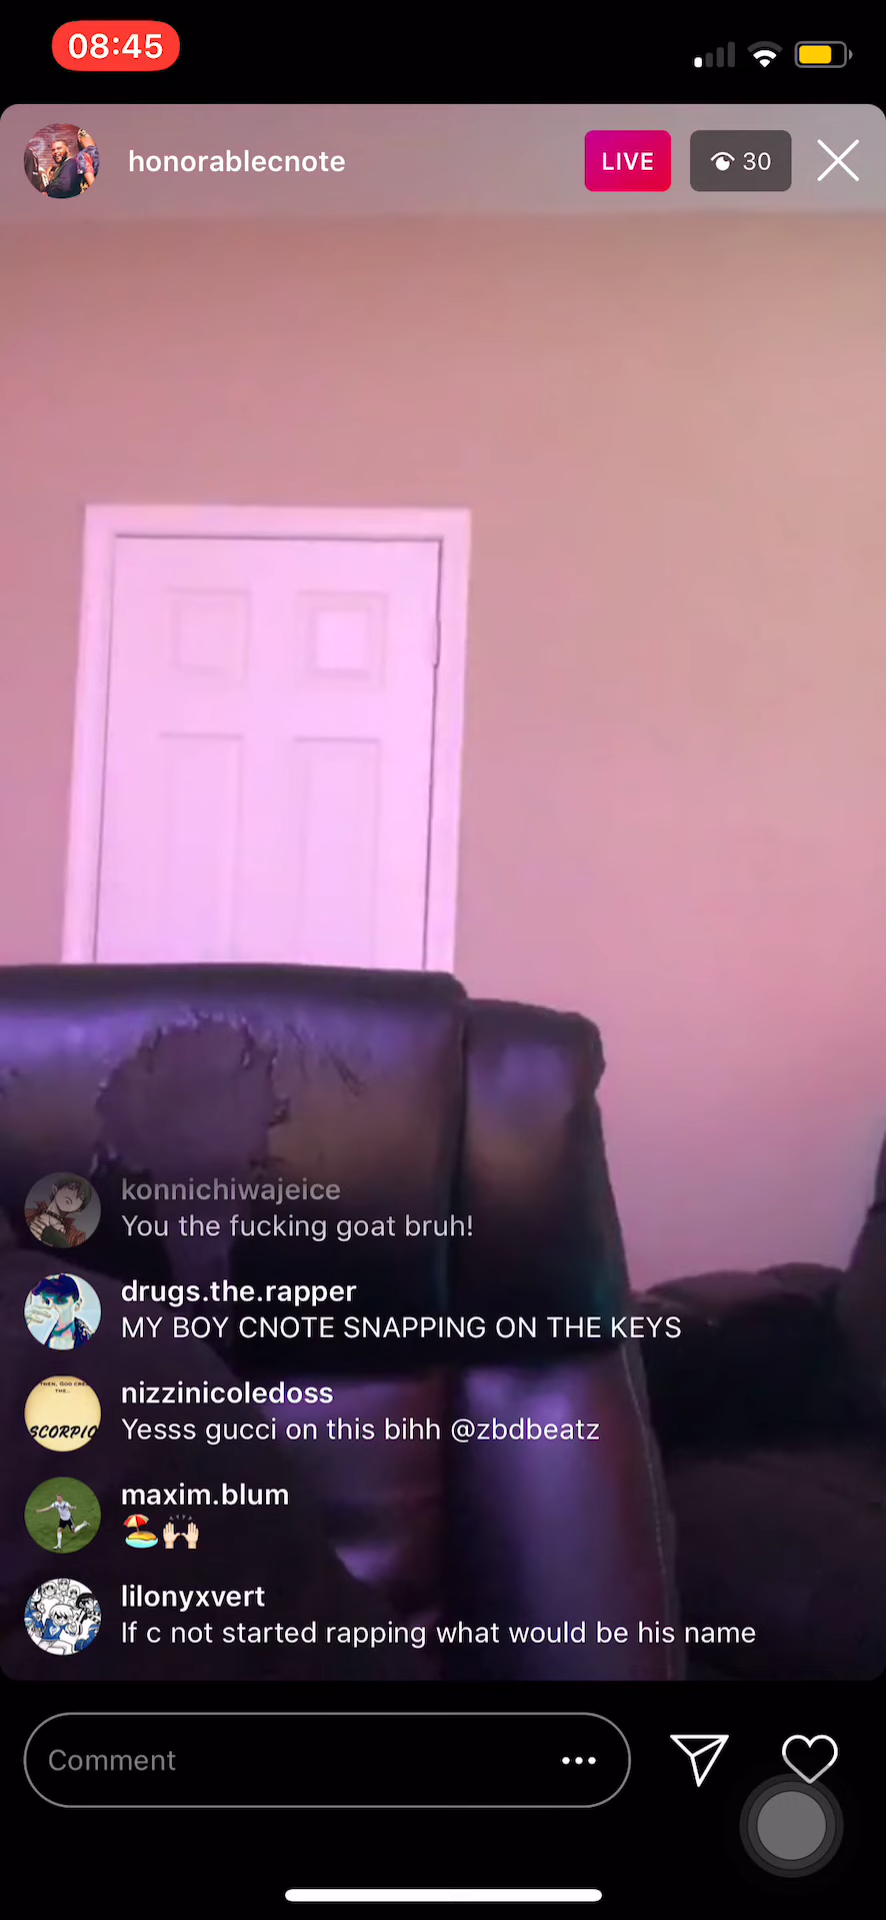 08:45
honorablecnote
LIVE
30
konnichiwajeice
You the fucking goat bruh!
drugs.the.rapper
MY BOY CNOTE SNAPPING ON THE KEYS
nizzinicoledoss
Yesss gucci on this bihh @zbdbeatz
SCORPIO
maxim.blum
🏖️🙌🏻
lilonyxvert
If c not started rapping what would be his name
Comment